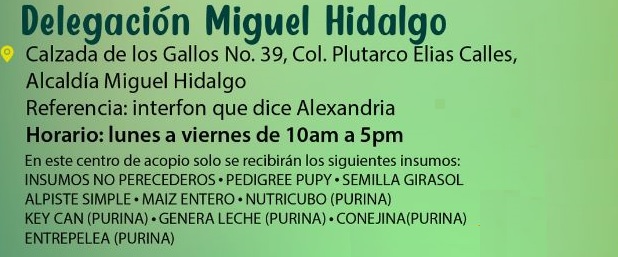 Delegación Miguel Hidalgo
Calzada de los Gallos No. 39, Col. Plutarco Elias Calles,
Alcaldía Miguel Hidalgo
Referencia: interfon que dice Alexandria
Horario: lunes a viernes de 10am a 5pm
En este centro de acopio solo se recibirán los siguientes insumos:
INSUMOS NO PERECEDEROS • PEDIGREE PUPY • SEMILLA GIRASOL
ALPISTE SIMPLE • MAIZ ENTERO • NUTRICUBO (PURINA)
KEY CAN (PURINA) • GENERA LECHE (PURINA) • CONEJINA(PURINA)
ENTREPELEA (PURINA)